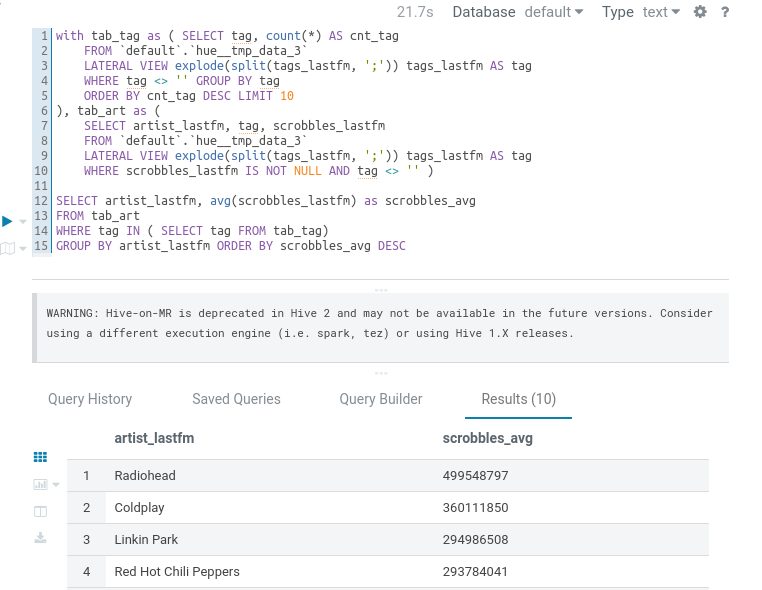 21.7s Database default Type text ?
1 with tab_tag as ( SELECT tag, count(*) AS cnt_tag
2 FROM `default`.`hue__tmp_data_3`
3 LATERAL VIEW explode(split(tags_lastfm, ';')) tags_lastfm AS tag
4 WHERE tag <> '' GROUP BY tag
5 ORDER BY cnt_tag DESC LIMIT 10
6 ), tab_art as (
7 SELECT artist_lastfm, tag, scrobbles_lastfm
8 FROM `default`.`hue__tmp_data_3`
9 LATERAL VIEW explode(split(tags_lastfm, ';')) tags_lastfm AS tag
10 WHERE scrobbles_lastfm IS NOT NULL AND tag <> '' )
11
12 SELECT artist_lastfm, avg(scrobbles_lastfm) as scrobbles_avg
13 FROM tab_art
14 WHERE tag IN ( SELECT tag FROM tab_tag)
15 GROUP BY artist_lastfm ORDER BY scrobbles_avg DESC
WARNING: Hive-on-MR is deprecated in Hive 2 and may not be available in the future versions. Consider
using a different execution engine (i.e. spark, tez) or using Hive 1.X releases.
Query History Saved Queries Query Builder Results (10)
artist_lastfm scrobbles_avg
1 Radiohead 499548797
2 Coldplay 360111850
3 Linkin Park 294986508
4 Red Hot Chili Peppers 293784041